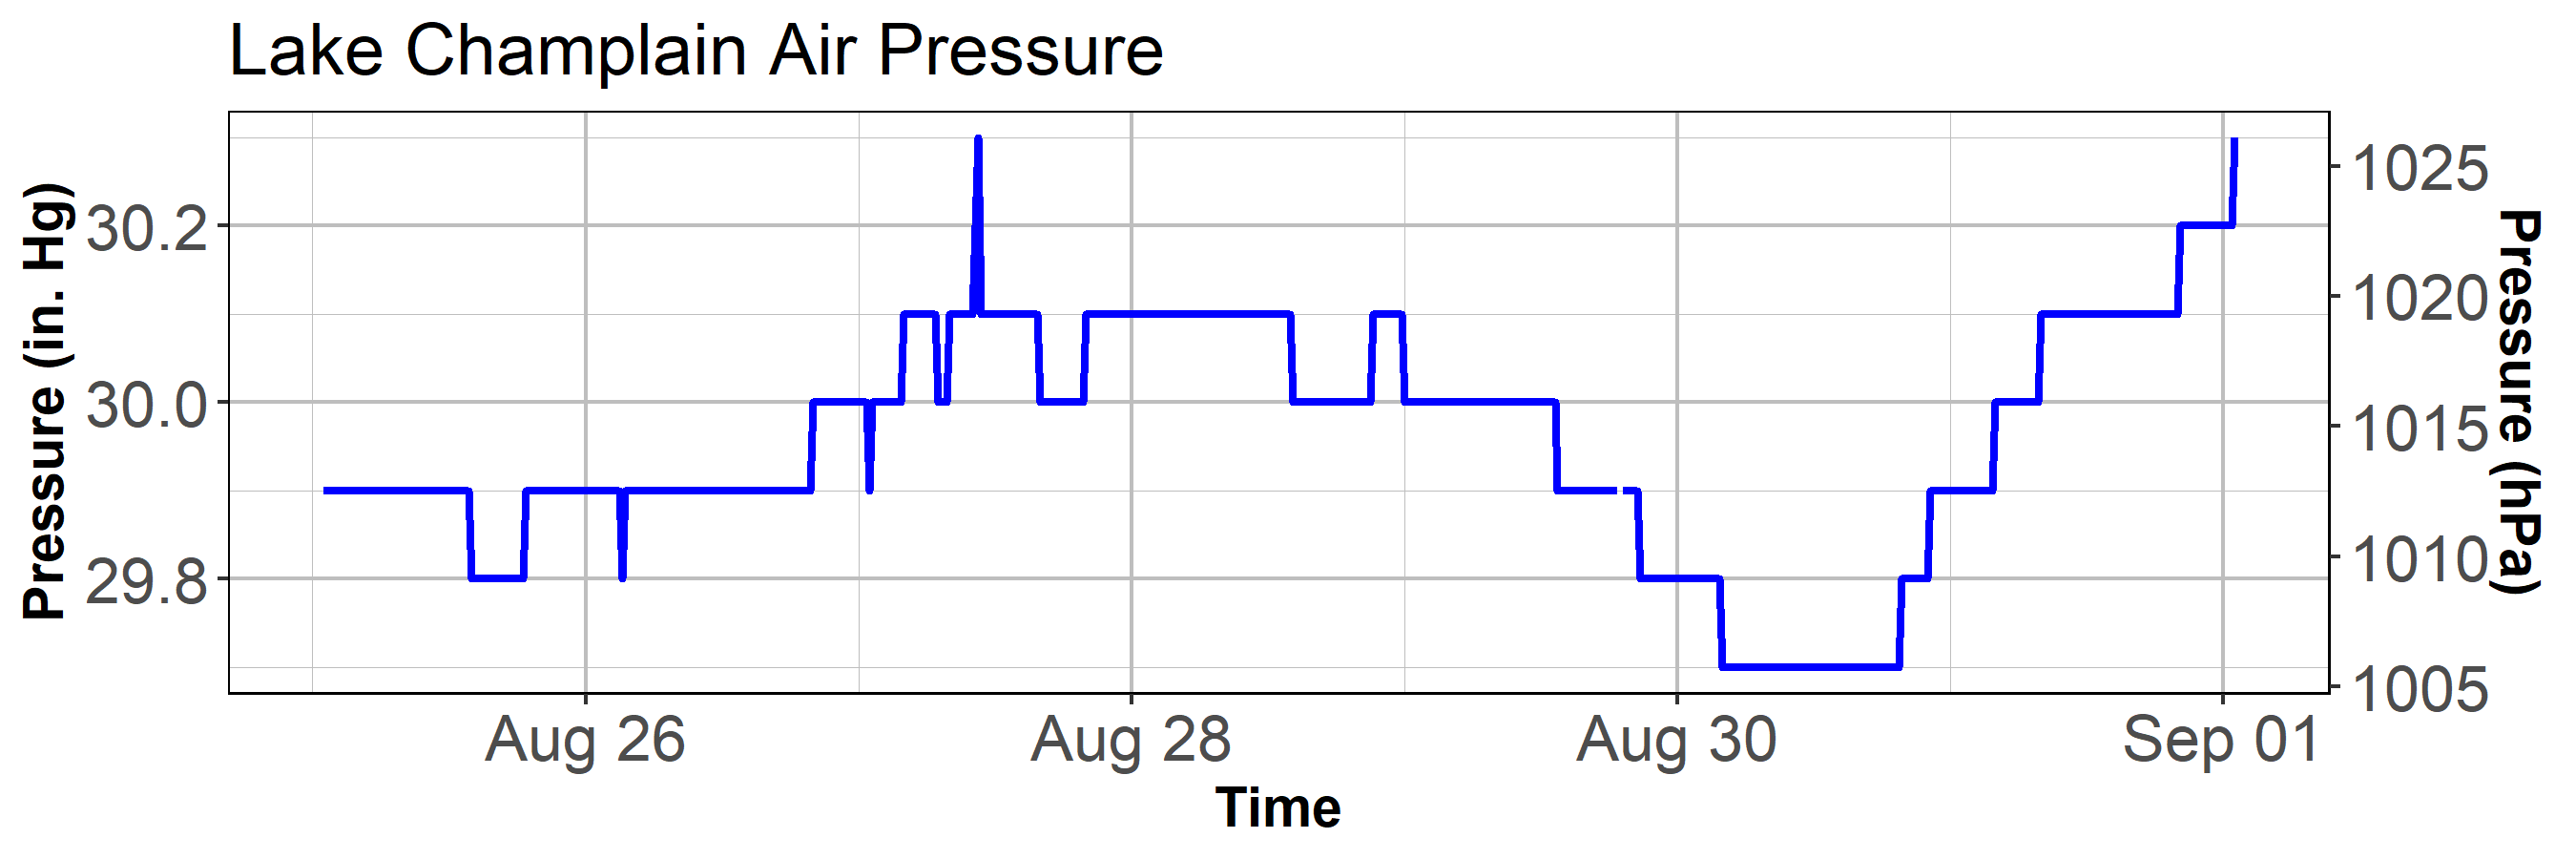 Lake Champlain Air Pressure
Pressure (in. Hg)
30.2
30.0
29.8
1025
1020
1015
1010
1005
Pressure (hPa)
Aug 26
Aug 28
Aug 30
Sep 01
Time